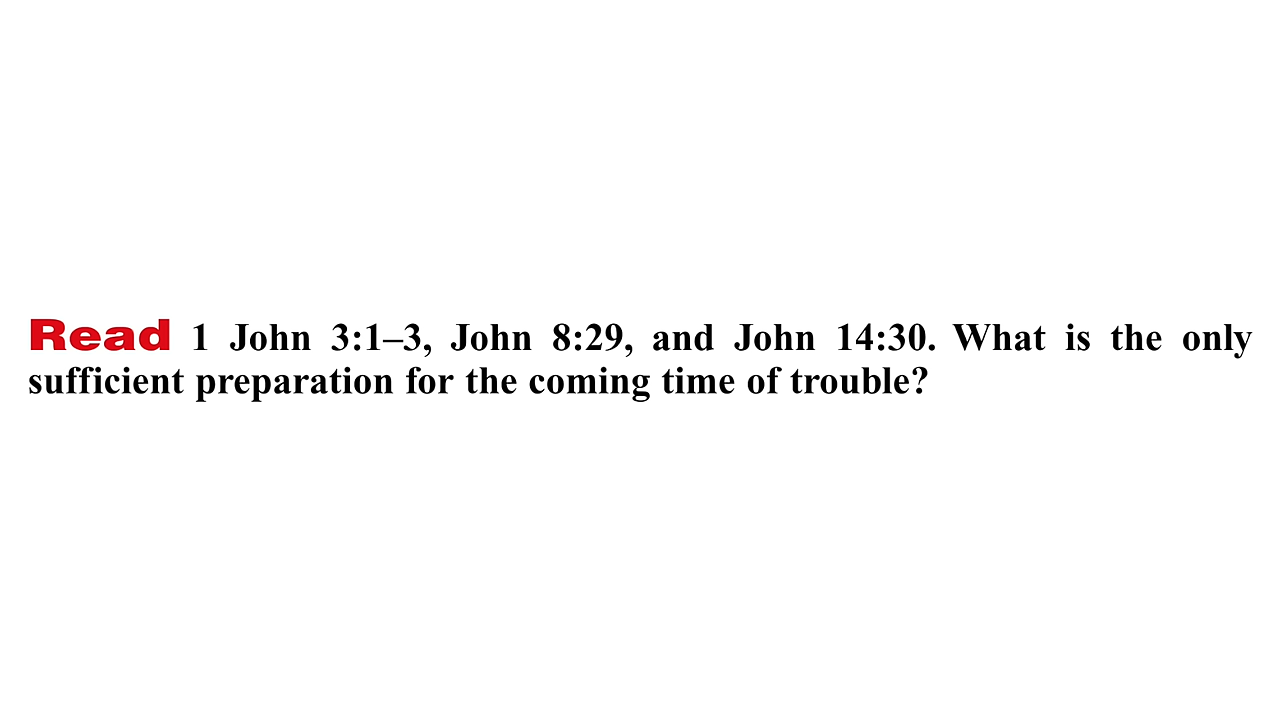 Read 1 John 3:1–3, John 8:29, and John 14:30. What is the only
sufficient preparation for the coming time of trouble?